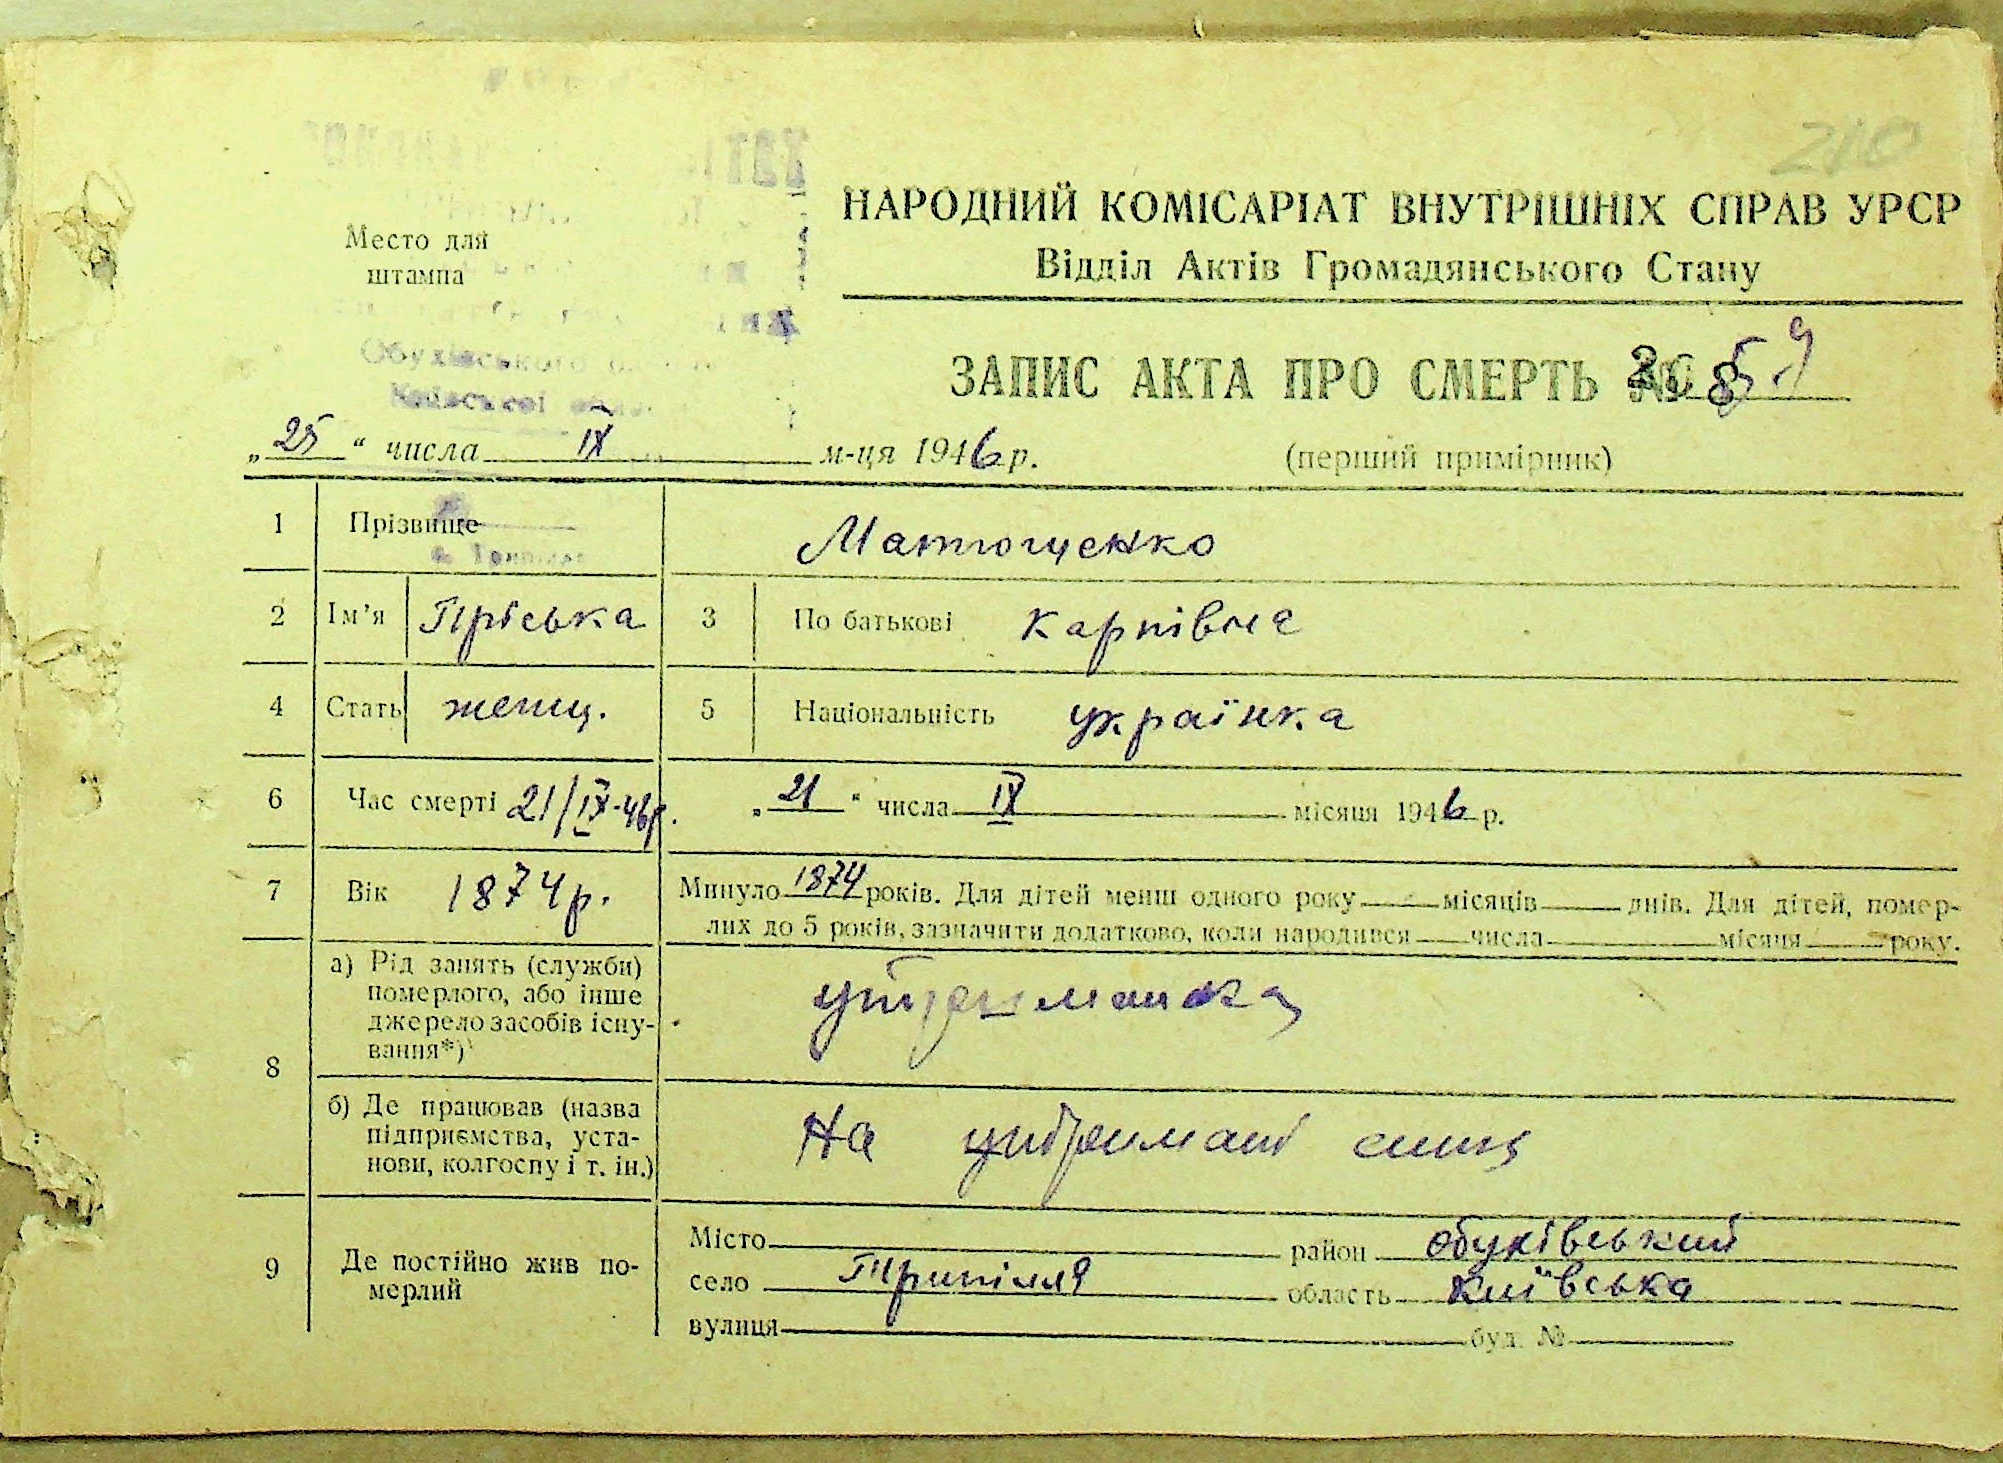 210
НАРОДНИЙ КОМІСАРІАТ ВНУТРІШНІХ СПРАВ УРСР
Відділ Актів Громадянського Стану
Место для
штампа
Обухівського
Київської
ЗАПИС АКТА ПРО СМЕРТЬ №
„25“ числа IX м-ця 1946 р. (перший примірник)
1 Прізвище Матющенко
2 Ім'я Пріська 3 По батькові Карпівна
4 Стать женщ. 5 Національність українка
6 Час смерті 21/IX-46р. „21“ числа IX місяця 1946 р.
7 Вік 1874р. Минуло 1874 років. Для дітей менш одного року місяців днів. Для дітей, помер-
лих до 5 років, зазначити додатково, коли народився числа місяця року.
8 а) Рід занять (служби)
померлого, або інше
джерело засобів існу-
вання*)
утриманка
б) Де працював (назва
підприємства, уста-
нови, колгоспу і т. ін.)
На
9 Де постійно жив по-
мерлий
Місто район Обухівський
село Трипілля область Київська
вулиця буд. №